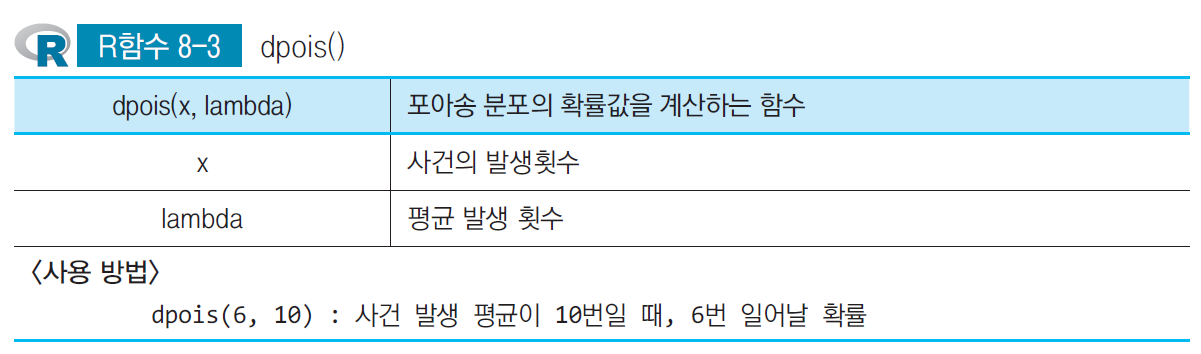 R R함수 8-3 dpois()
dpois(x, lambda) 포아송 분포의 확률값을 계산하는 함수
x 사건의 발생횟수
lambda 평균 발생 횟수
〈사용 방법〉
dpois(6, 10) : 사건 발생 평균이 10번일 때, 6번 일어날 확률